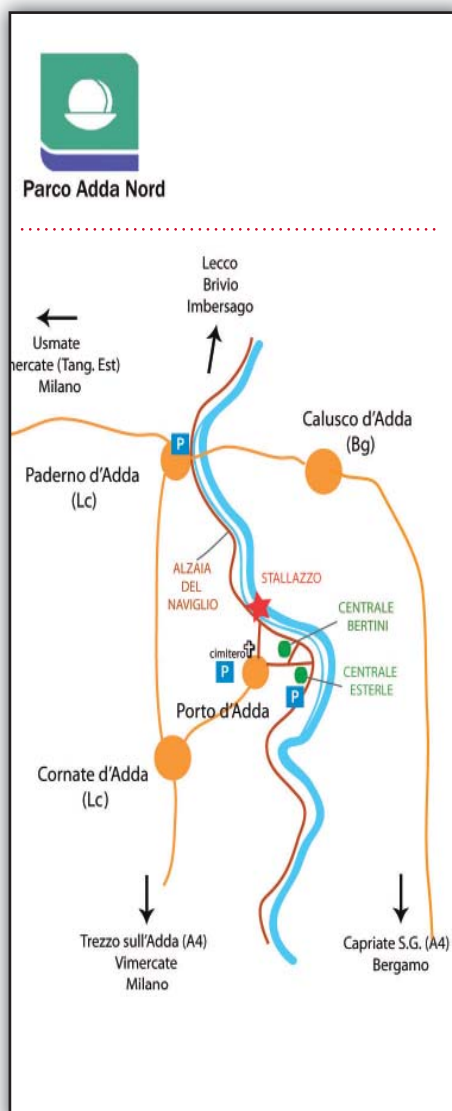 Parco Adda Nord
Lecco
Brivio
Imbersago
Usmate
mercate (Tang. Est)
Milano
P
Calusco d'Adda
(Bg)
Paderno d'Adda
(Lc)
ALZAIA
DEL
NAVIGLIO
STALLAZZO
CENTRALE
BERTINI
cimitero
P
CENTRALE
ESTERLE
P
Porto d'Adda
Cornate d'Adda
(Lc)
Trezzo sull'Adda (A4)
Vimercate
Milano
Capriate S.G. (A4)
Bergamo